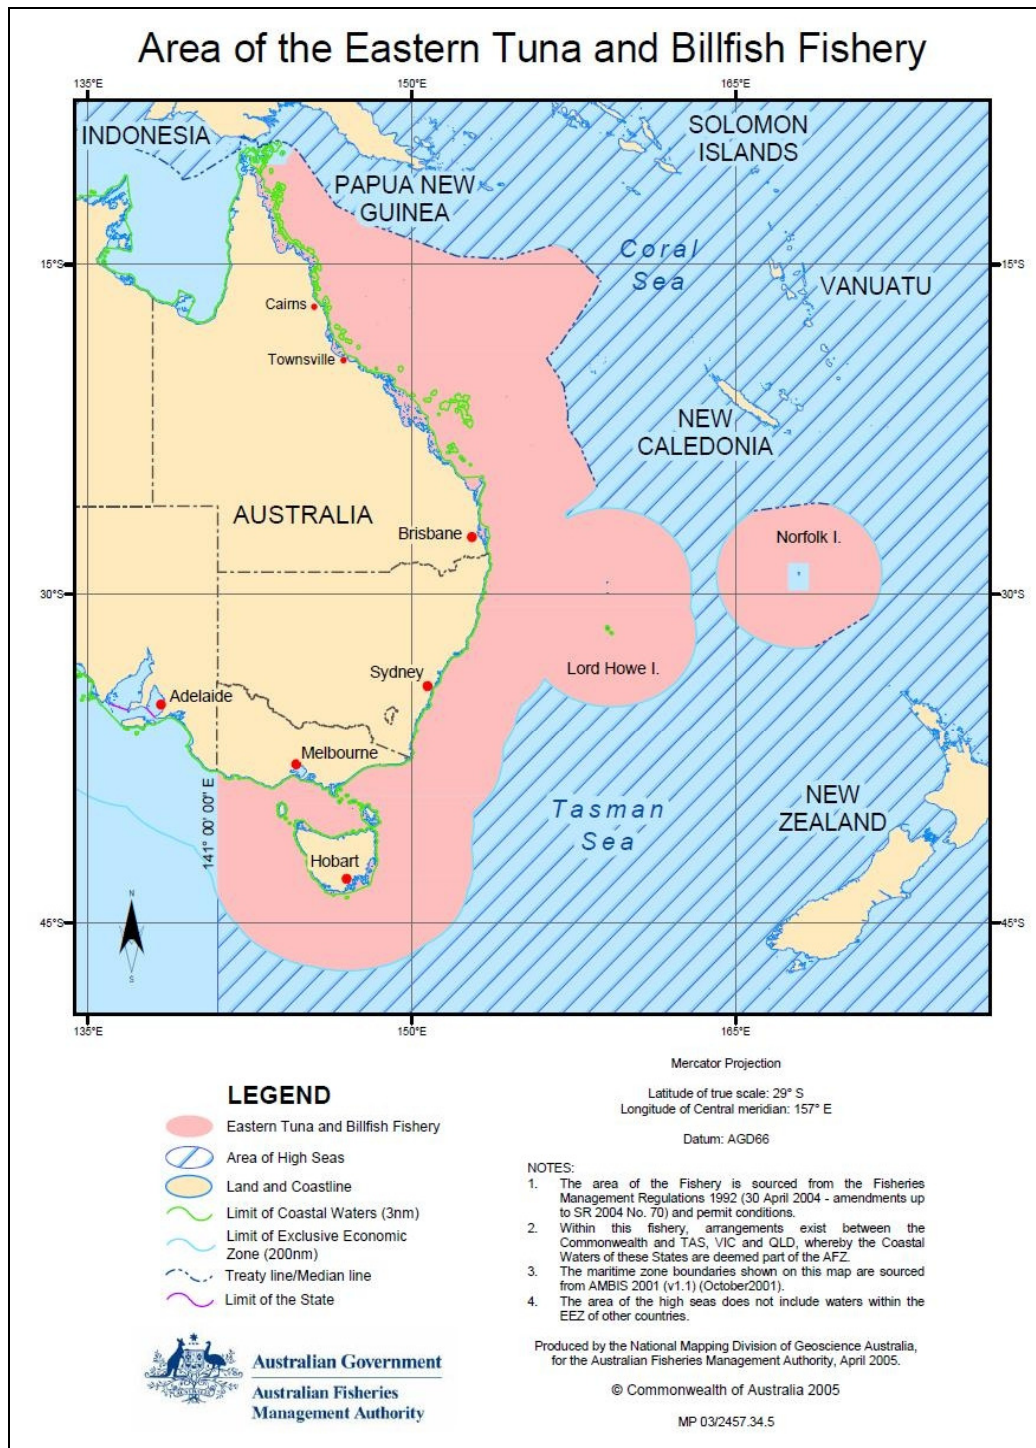 Area of the Eastern Tuna and Billfish Fishery
135°E
150°E
165°E
INDONESIA
SOLOMON
ISLANDS
PAPUA NEW
GUINEA
Coral
Sea
15°S
15°S
VANUATU
Cairns
Townsville
NEW
CALEDONIA
AUSTRALIA
Brisbane
Norfolk I.
30°S
30°S
Lord Howe I.
Sydney
Adelaide
Melbourne
141° 00' 00" E
Tasman
Sea
NEW
ZEALAND
Hobart
N
S
45°S
45°S
135°E
150°E
165°E
Mercator Projection
Latitude of true scale: 29° S
Longitude of Central meridian: 157° E
Datum: AGD66
LEGEND
Eastern Tuna and Billfish Fishery
Area of High Seas
Land and Coastline
Limit of Coastal Waters (3nm)
Limit of Exclusive Economic
Zone (200nm)
Treaty line/Median line
Limit of the State
NOTES:
1. The area of the Fishery is sourced from the Fisheries
Management Regulations 1992 (30 April 2004 - amendments up
to SR 2004 No. 70) and permit conditions.
2. Within this fishery, arrangements exist between the
Commonwealth and TAS, VIC and QLD, whereby the Coastal
Waters of these States are deemed part of the AFZ.
3. The maritime zone boundaries shown on this map are sourced
from AMBIS 2001 (v1.1) (October2001).
4. The area of the high seas does not include waters within the
EEZ of other countries.
Produced by the National Mapping Division of Geoscience Australia,
for the Australian Fisheries Management Authority, April 2005.
© Commonwealth of Australia 2005
MP 03/2457.34.5
Australian Government
Australian Fisheries
Management Authority